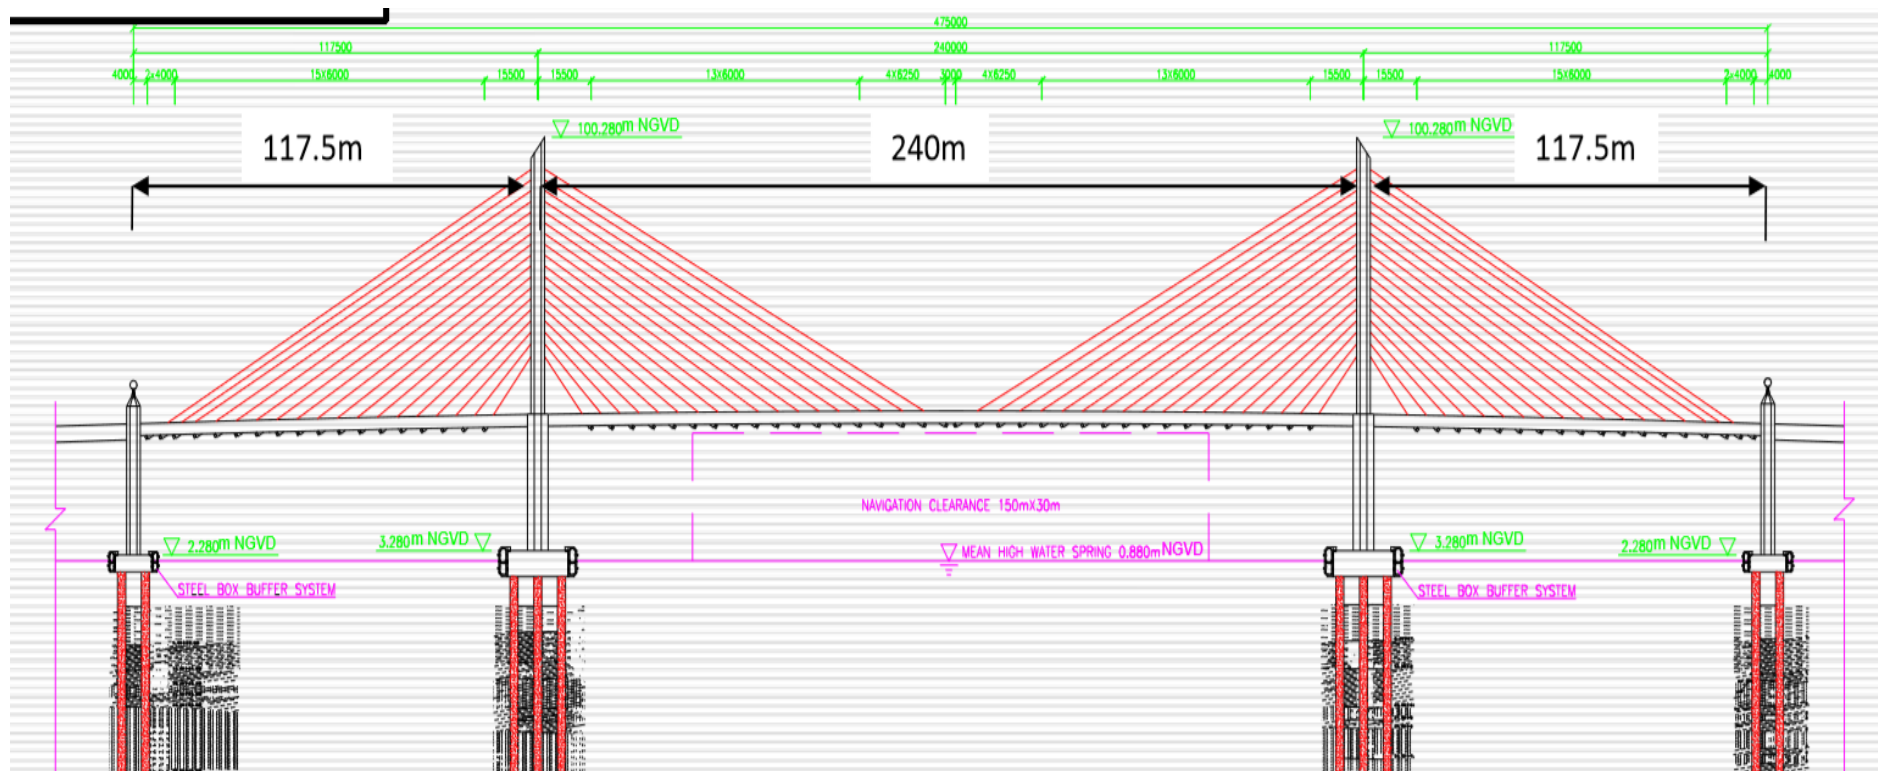 475000
117500 240000 117500
4000 2x4000 15X6000 15500 15500 13X6000 4X6250 3000 4X6250 13X6000 15500 15500 15X6000 2x4000 4000
100.280m NGVD 100.280m NGVD
117.5m 240m 117.5m
NAVIGATION CLEARANCE 150mX30m
2.280m NGVD 3.280m NGVD MEAN HIGH WATER SPRING 0.880mNGVD 3.280m NGVD 2.280m NGVD
STEEL BOX BUFFER SYSTEM STEEL BOX BUFFER SYSTEM